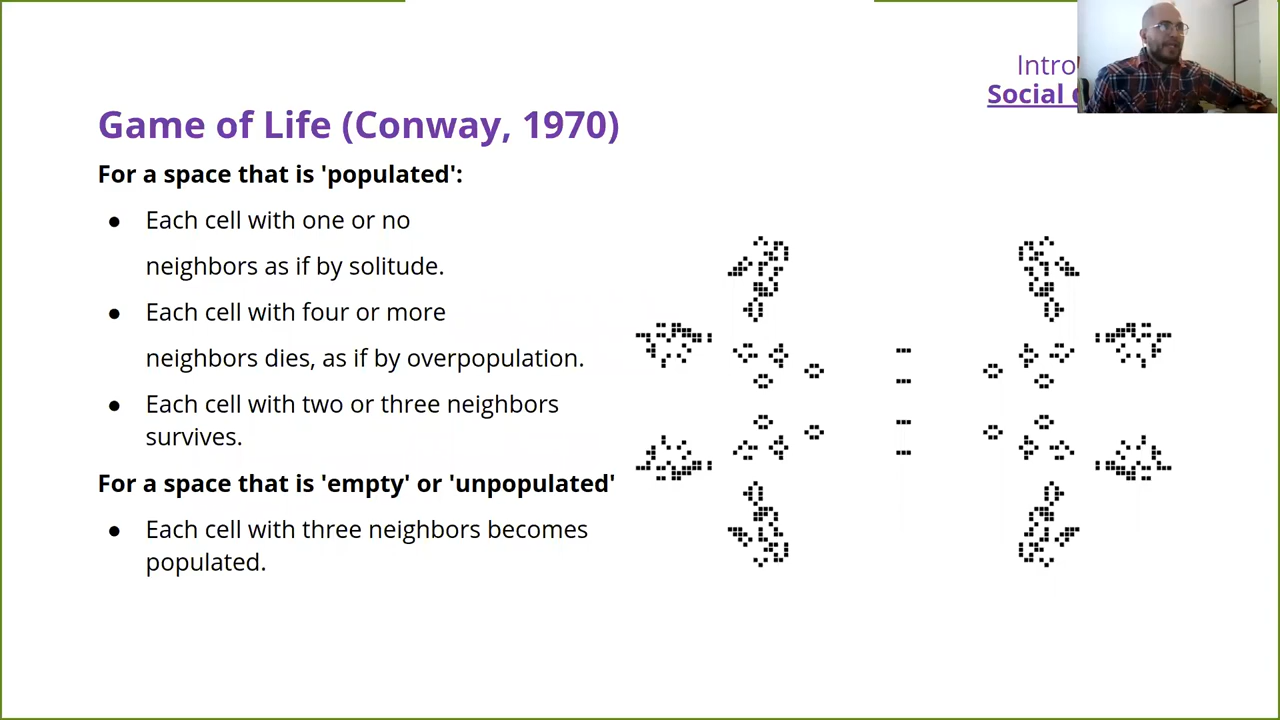 Intro
Social
Game of Life (Conway, 1970)
For a space that is 'populated':
● Each cell with one or no
neighbors as if by solitude.
● Each cell with four or more
neighbors dies, as if by overpopulation.
● Each cell with two or three neighbors
survives.
For a space that is 'empty' or 'unpopulated'
● Each cell with three neighbors becomes
populated.